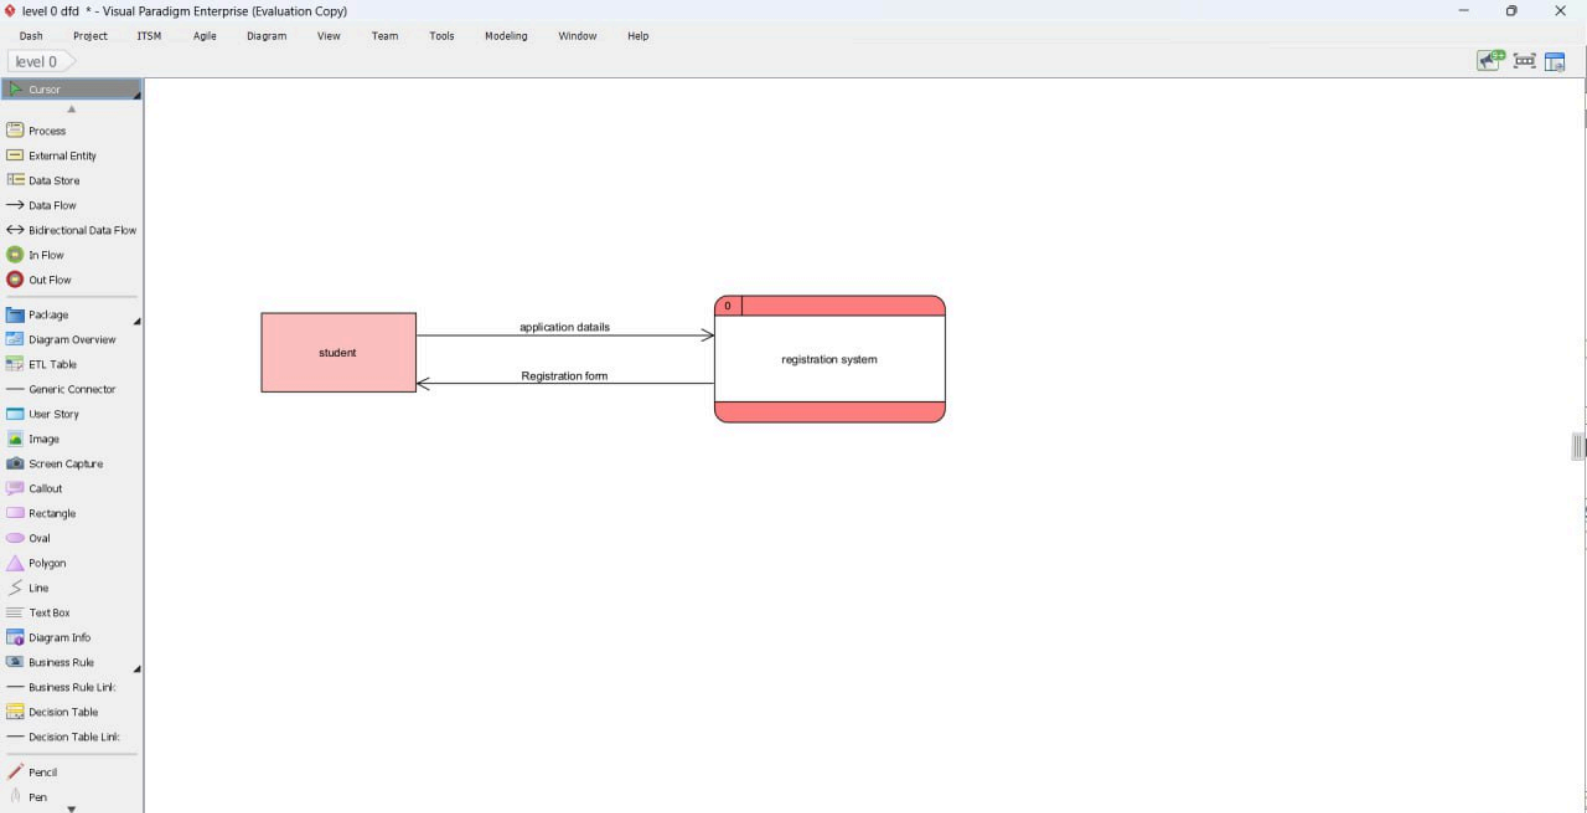 level 0 dfd * - Visual Paradigm Enterprise (Evaluation Copy)
Dash Project ITSM Agile Diagram View Team Tools Modeling Window Help
level 0
Cursor
Process
External Entity
Data Store
Data Flow
Bidirectional Data Flow
In Flow
Out Flow
Package
Diagram Overview
ETL Table
Generic Connector
User Story
Image
Screen Capture
Callout
Rectangle
Oval
Polygon
Line
Text Box
Diagram Info
Business Rule
Business Rule Link
Decision Table
Decision Table Link
Pencil
Pen
student
application datails
Registration form
0
registration system